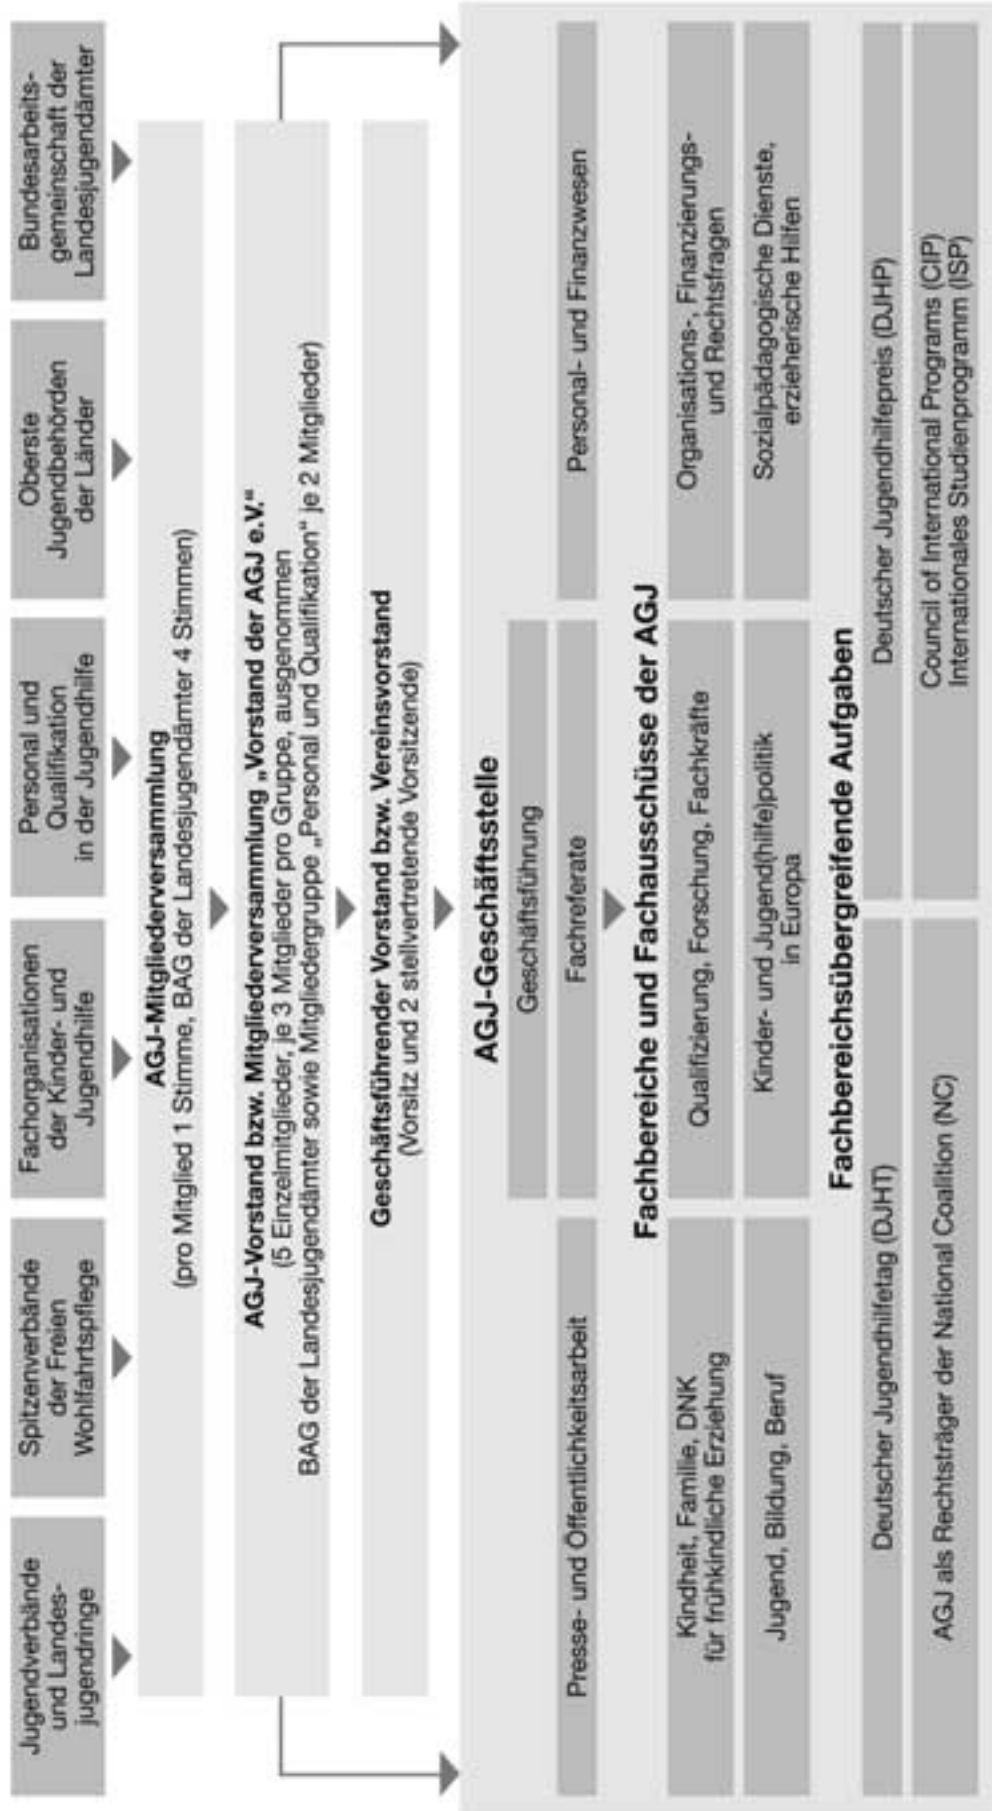 Jugendverbände
und Landes-
jugendringe
Spitzenverbände
der Freien
Wohlfahrtspflege
Fachorganisationen
der Kinder- und
Jugendhilfe
Personal und
Qualifikation
in der Jugendhilfe
Oberste
Jugendbehörden
der Länder
Bundesarbeits-
gemeinschaft der
Landesjugendämter
AGJ-Mitgliederversammlung
(pro Mitglied 1 Stimme, BAG der Landesjugendämter 4 Stimmen)
AGJ-Vorstand bzw. Mitgliederversammlung „Vorstand der AGJ e.V.“
(5 Einzelmitglieder, je 3 Mitglieder pro Gruppe, ausgenommen
BAG der Landesjugendämter sowie Mitgliedergruppe „Personal und Qualifikation“ je 2 Mitglieder)
Geschäftsführender Vorstand bzw. Vereinsvorstand
(Vorsitz und 2 stellvertretende Vorsitzende)
AGJ-Geschäftsstelle
Geschäftsführung
Presse- und Öffentlichkeitsarbeit
Fachreferate
Personal- und Finanzwesen
Fachbereiche und Fachausschüsse der AGJ
Kindheit, Familie, DNK
für frühkindliche Erziehung
Qualifizierung, Forschung, Fachkräfte
Organisations-, Finanzierungs-
und Rechtsfragen
Jugend, Bildung, Beruf
Kinder- und Jugend(hilfe)politik
in Europa
Sozialpädagogische Dienste,
erzieherische Hilfen
Fachbereichsübergreifende Aufgaben
Deutscher Jugendhilfetag (DJHT)
Deutscher Jugendhilfepreis (DJHP)
AGJ als Rechtsträger der National Coalition (NC)
Council of International Programs (CIP)
Internationales Studienprogramm (ISP)